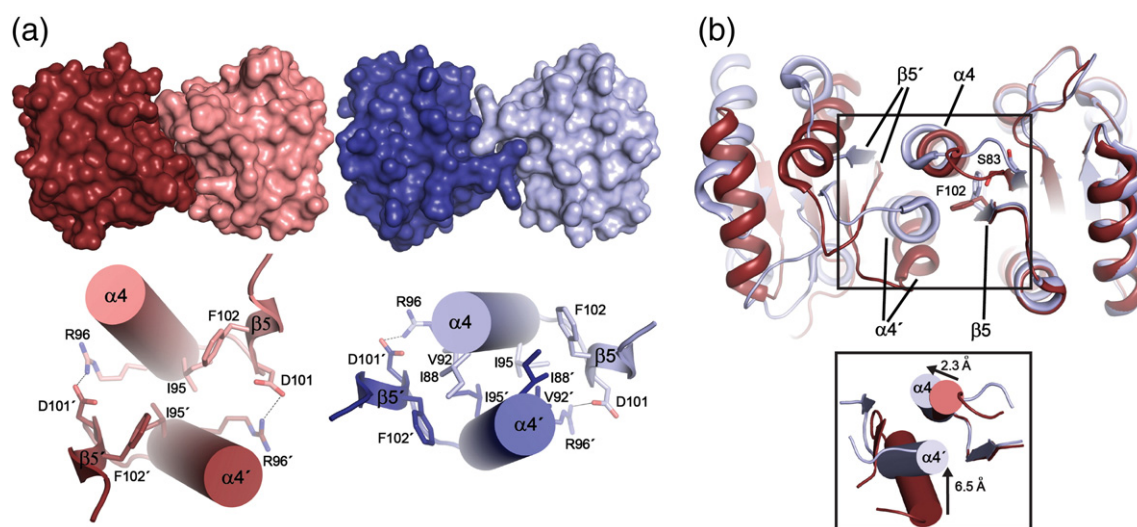 (a)
α4
F102
R96
β5
I95
D101
D101´
I95´
β5´
F102´
α4´
R96´
R96
α4
F102
D101´
V92
I95
β5
I88
I88´
β5´
I95´
V92´
D101
F102´
α4´
R96´
(b)
β5´
α4
S83
F102
α4´
β5
2.3 Å
α4
α4´
6.5 Å